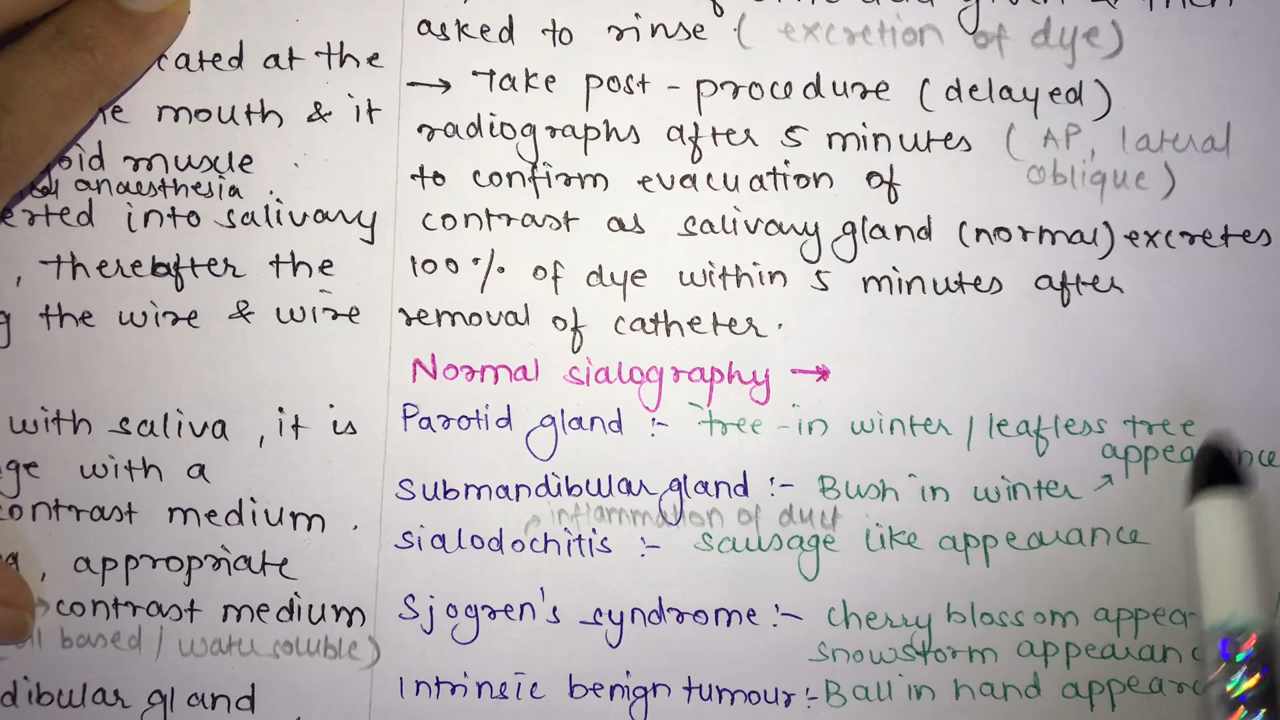 cated at the
mouth & it
oid muscle
anaesthesia.
erted into salivary
, thereafter the
the wire & wire
with saliva, it is
ge with a
contrast medium.
, appropriate
contrast medium
based / water soluble)
dibular gland
asked to rinse (excretion of dye)
→ Take post-procedure (delayed)
radiographs after 5 minutes (AP, lateral
to confirm evacuation of oblique)
contrast as salivary gland (normal) excretes
100% of dye within 5 minutes after
removal of catheter.
Normal sialography →
Parotid gland :- tree-in winter / leafless tree
appearance
Submandibular gland :- Bush in winter ↗
inflammation of duct
Sialodochitis :- sausage like appearance
Sjogren's syndrome :- cherry blossom appear
snowstorm appearanc
Intrinsic benign tumour :- Ball in hand appeara